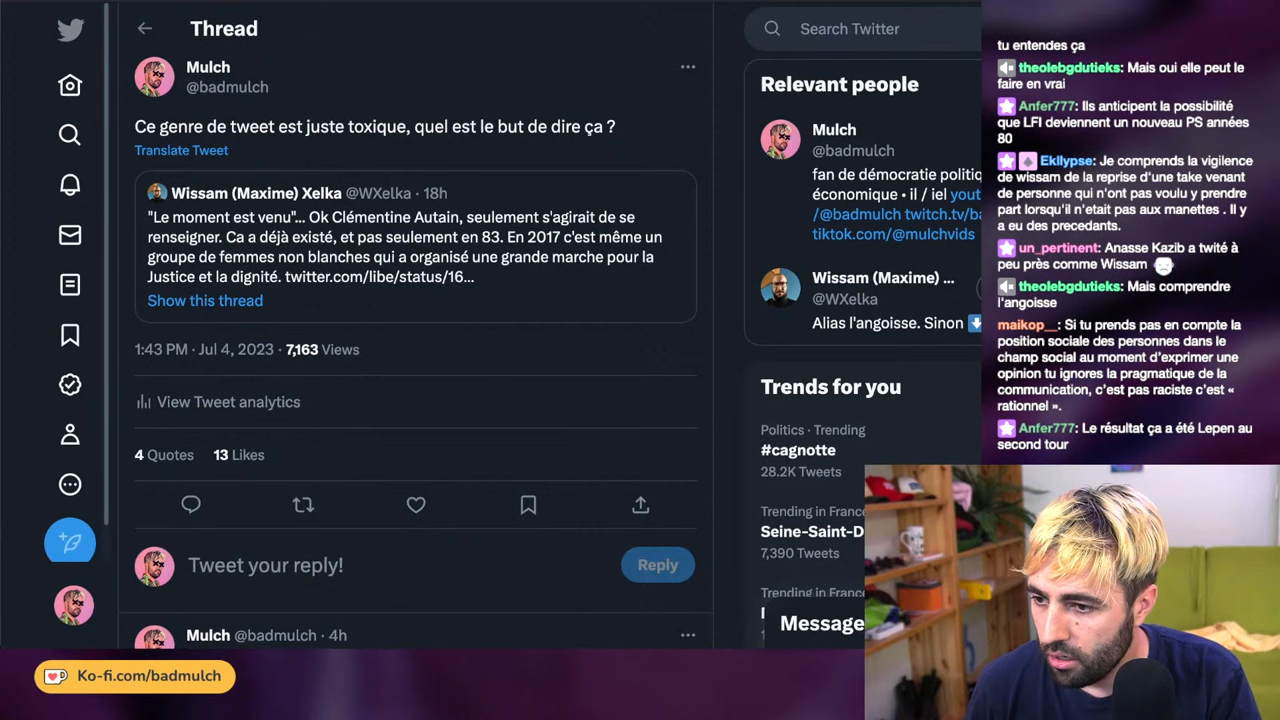 Thread
Mulch
@badmulch
Ce genre de tweet est juste toxique, quel est le but de dire ça ?
Translate Tweet
Wissam (Maxime) Xelka @WXelka · 18h
"Le moment est venu"... Ok Clémentine Autain, seulement s'agirait de se
renseigner. Ca a déjà existé, et pas seulement en 83. En 2017 c'est même un
groupe de femmes non blanches qui a organisé une grande marche pour la
Justice et la dignité. twitter.com/libe/status/16...
Show this thread
1:43 PM · Jul 4, 2023 · 7,163 Views
View Tweet analytics
4 Quotes 13 Likes
Tweet your reply!
Reply
Mulch @badmulch · 4h
Search Twitter
Relevant people
Mulch
@badmulch
fan de démocratie politiq
économique • il / iel yout
/@badmulch twitch.tv/ba
tiktok.com/@mulchvids
Wissam (Maxime) ...
@WXelka
Alias l'angoisse. Sinon
Trends for you
Politics · Trending
#cagnotte
28.2K Tweets
Trending in France
Seine-Saint-D
7,390 Tweets
Trending in France
Message
tu entendes ça
theolebgdutieks: Mais oui elle peut le
faire en vrai
Anfer777: Ils anticipent la possibilité
que LFI deviennent un nouveau PS années
80
Ekllypse: Je comprends la vigilence
de wissam de la reprise d'une take venant
de personne qui n'ont pas voulu y prendre
part lorsqu'il n'etait pas aux manettes . Il y
a eu des precedants.
un_pertinent: Anasse Kazib a twité à
peu près comme Wissam
theolebgdutieks: Mais comprendre
l'angoisse
maikop__: Si tu prends pas en compte la
position sociale des personnes dans le
champ social au moment d'exprimer une
opinion tu ignores la pragmatique de la
communication, c'est pas raciste c'est «
rationnel ».
Anfer777: Le résultat ça a été Lepen au
second tour
Ko-fi.com/badmulch